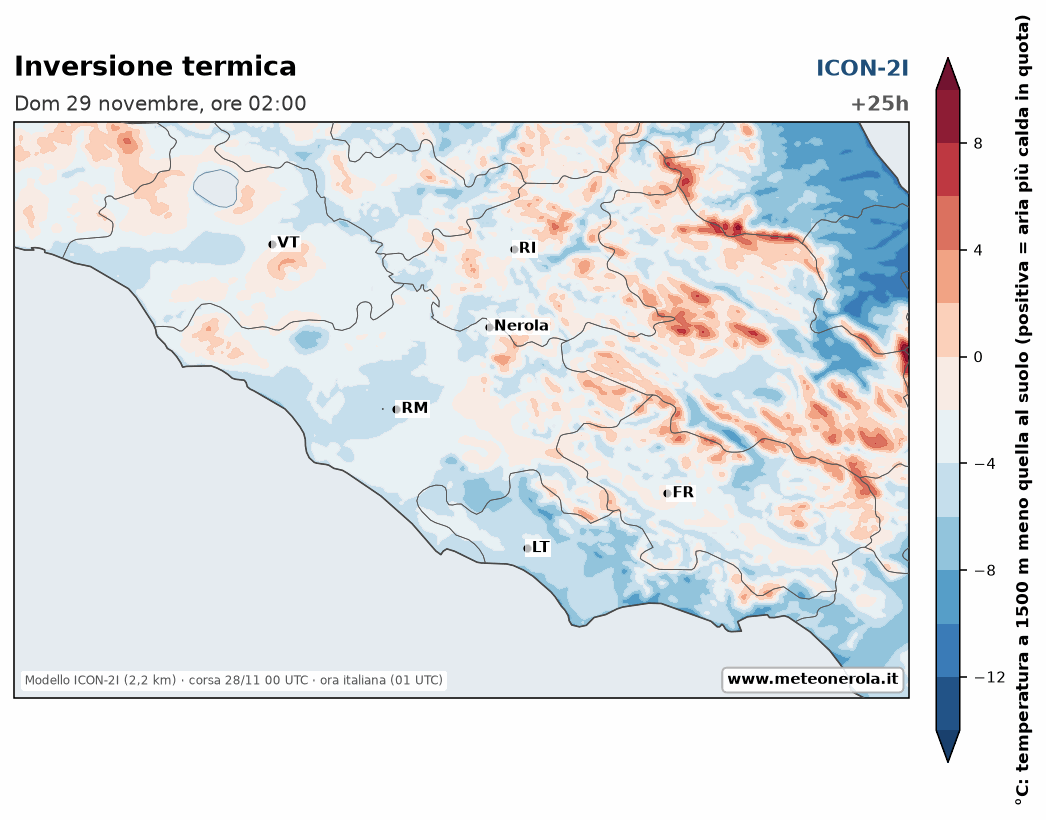 Inversione termica
ICON-2I
Dom 29 novembre, ore 02:00
+25h
VT
RI
Nerola
RM
FR
LT
Modello ICON-2I (2,2 km) · corsa 28/11 00 UTC · ora italiana (01 UTC)
www.meteonerola.it
8
4
0
−4
−8
−12
°C: temperatura a 1500 m meno quella al suolo (positiva = aria più calda in quota)